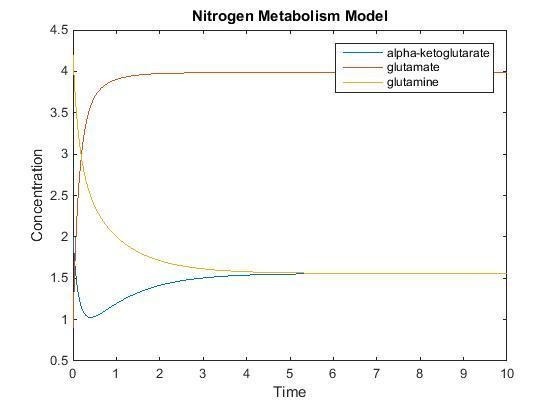 Nitrogen Metabolism Model
4.5
4
3.5
3
2.5
2
1.5
1
0.5
Concentration
alpha-ketoglutarate
glutamate
glutamine
0 1 2 3 4 5 6 7 8 9 10
Time